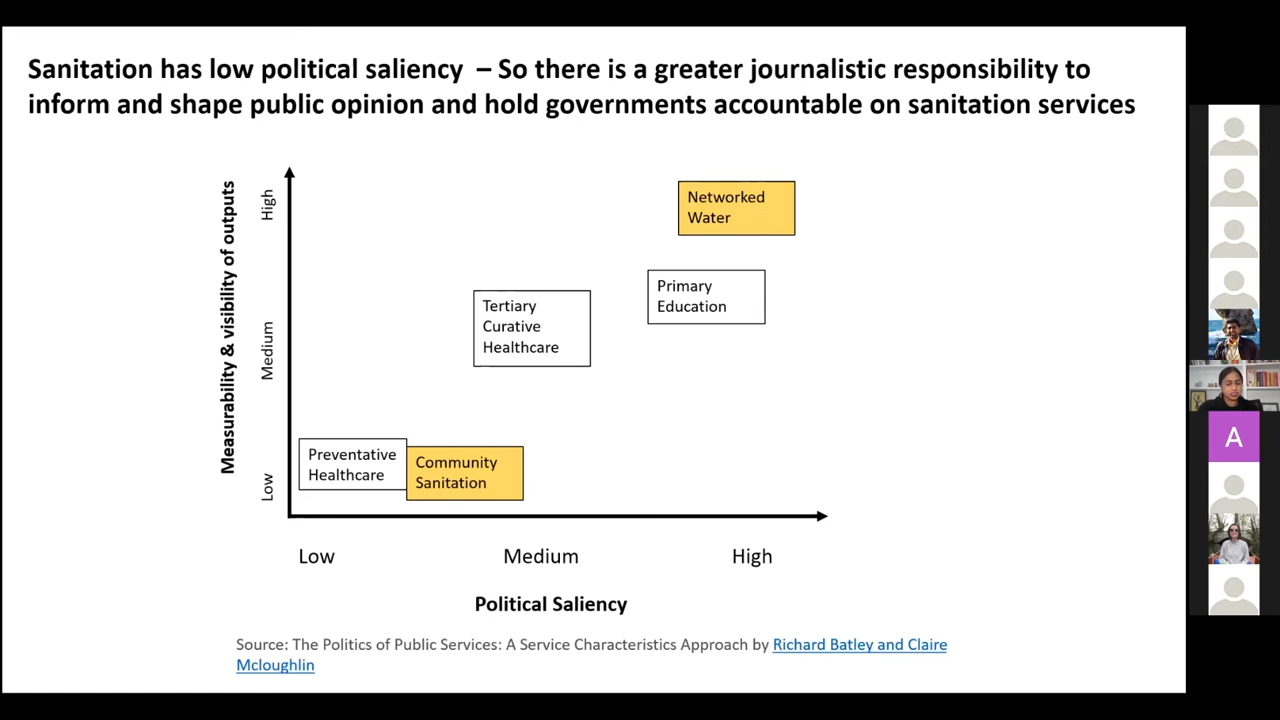 Sanitation has low political saliency – So there is a greater journalistic responsibility to
inform and shape public opinion and hold governments accountable on sanitation services
Measurability & visibility of outputs
High
Medium
Low
Networked
Water
Primary
Education
Tertiary
Curative
Healthcare
Preventative
Healthcare
Community
Sanitation
Low
Medium
High
Political Saliency
Source: The Politics of Public Services: A Service Characteristics Approach by Richard Batley and Claire
Mcloughlin
A